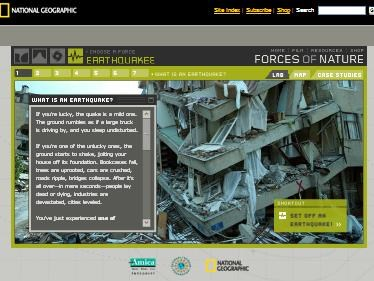 NATIONAL GEOGRAPHIC
Site Index | Subscribe | Shop | Search
CHOOSE A FORCE
EARTHQUAKES
HOME | FILM | RESOURCES | SHOP
FORCES OF NATURE
1 2 3 4 5 6 7
WHAT IS AN EARTHQUAKE?
LAB
MAP
CASE STUDIES
WHAT IS AN EARTHQUAKE?
If you're lucky, the quake is a mild one.
The ground rumbles as if a large truck
is driving by, and you sleep undisturbed.
If you're one of the unlucky ones, the
ground starts to shake, jolting your
house off its foundation. Bookcases fall,
trees are uprooted, cars are crushed,
roads ripple, bridges collapse. After it's
all over—in mere seconds—people lay
dead or dying, industries are
devastated, cities leveled.
You've just experienced one of
SHORTCUT
SET OFF AN
EARTHQUAKE! >>
Amica
NATIONAL
GEOGRAPHIC